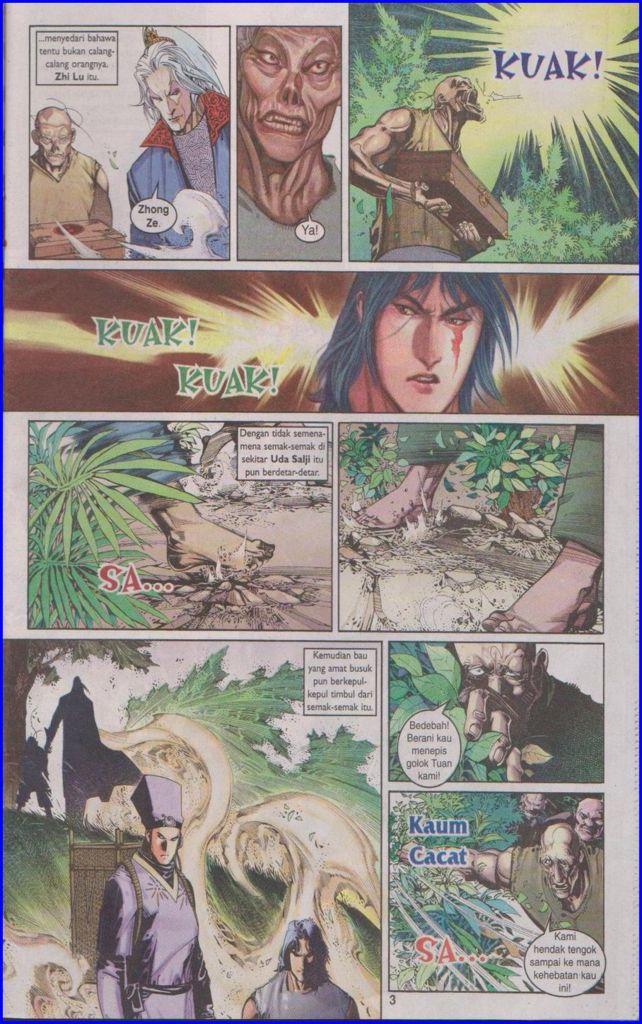 ...menyedari bahawa
tentu bukan calang-
calang orangnya.
Zhi Lu itu.
Zhong
Ze.
Ya!
KUAK!
KUAK!
KUAK!
Dengan tidak semena-
mena semak-semak di
sekitar Uda Salji itu
pun berdetar-detar.
SA...
Kemudian bau
yang amat busuk
pun berkepul-
kepul timbul dari
semak-semak itu.
Bedebah!
Berani kau
menepis
golok Tuan
kami!
Kaum
Cacat
SA...
Kami
hendak tengok
sampai ke mana
kehebatan kau
ini!
3